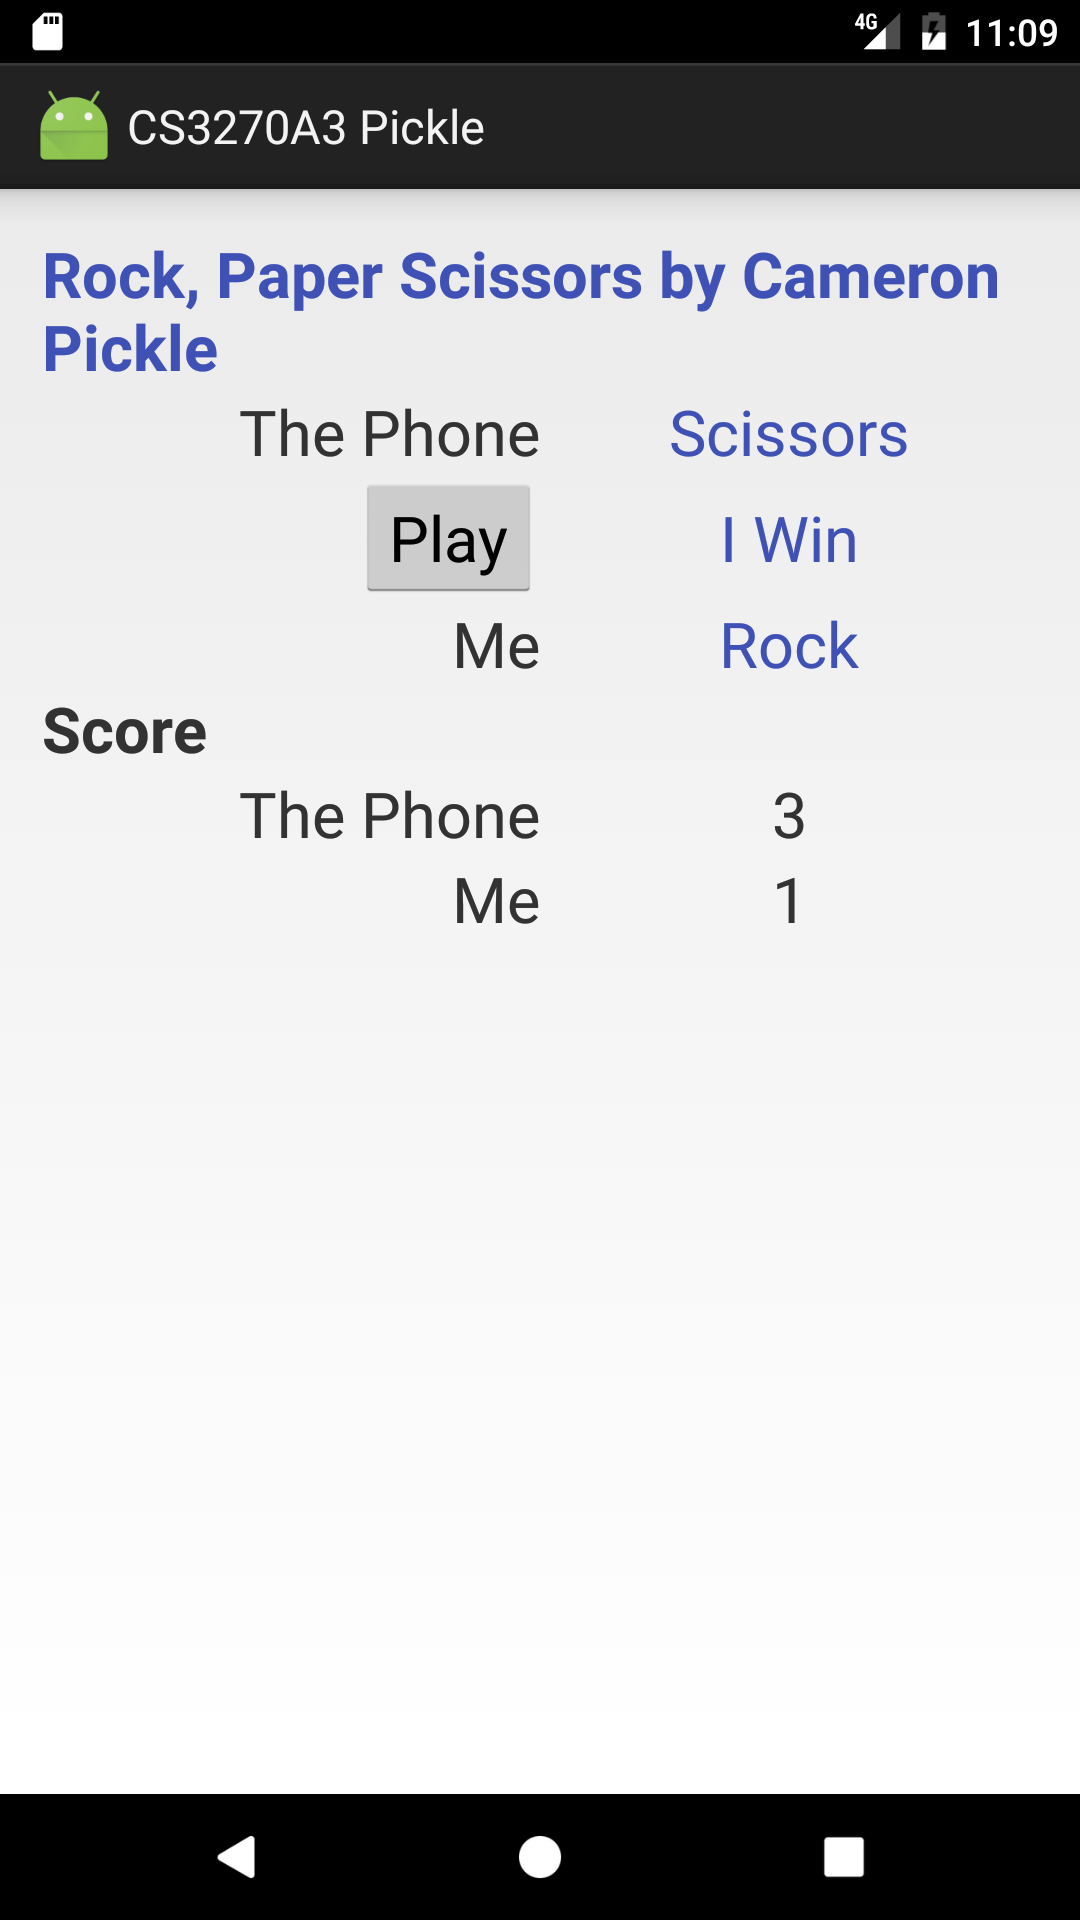 4G 11:09
CS3270A3 Pickle
Rock, Paper Scissors by Cameron
Pickle
The Phone Scissors
Play I Win
Me Rock
Score
The Phone 3
Me 1